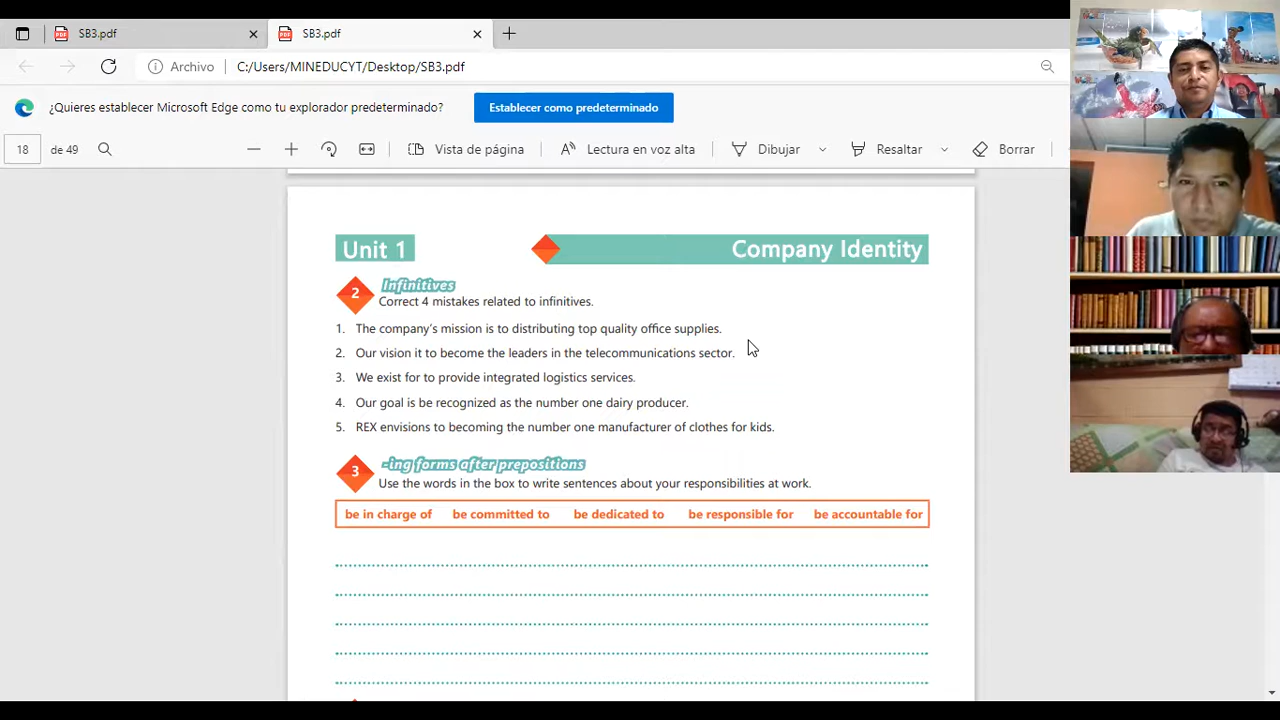 SB3.pdf
SB3.pdf
Archivo C:/Users/MINEDUCYT/Desktop/SB3.pdf
¿Quieres establecer Microsoft Edge como tu explorador predeterminado? Establecer como predeterminado
18 de 49 Vista de página Lectura en voz alta Dibujar Resaltar Borrar
Unit 1 Company Identity
2 Infinitives
Correct 4 mistakes related to infinitives.
1. The company's mission is to distributing top quality office supplies.
2. Our vision it to become the leaders in the telecommunications sector.
3. We exist for to provide integrated logistics services.
4. Our goal is be recognized as the number one dairy producer.
5. REX envisions to becoming the number one manufacturer of clothes for kids.
3 -ing forms after prepositions
Use the words in the box to write sentences about your responsibilities at work.
be in charge of be committed to be dedicated to be responsible for be accountable for